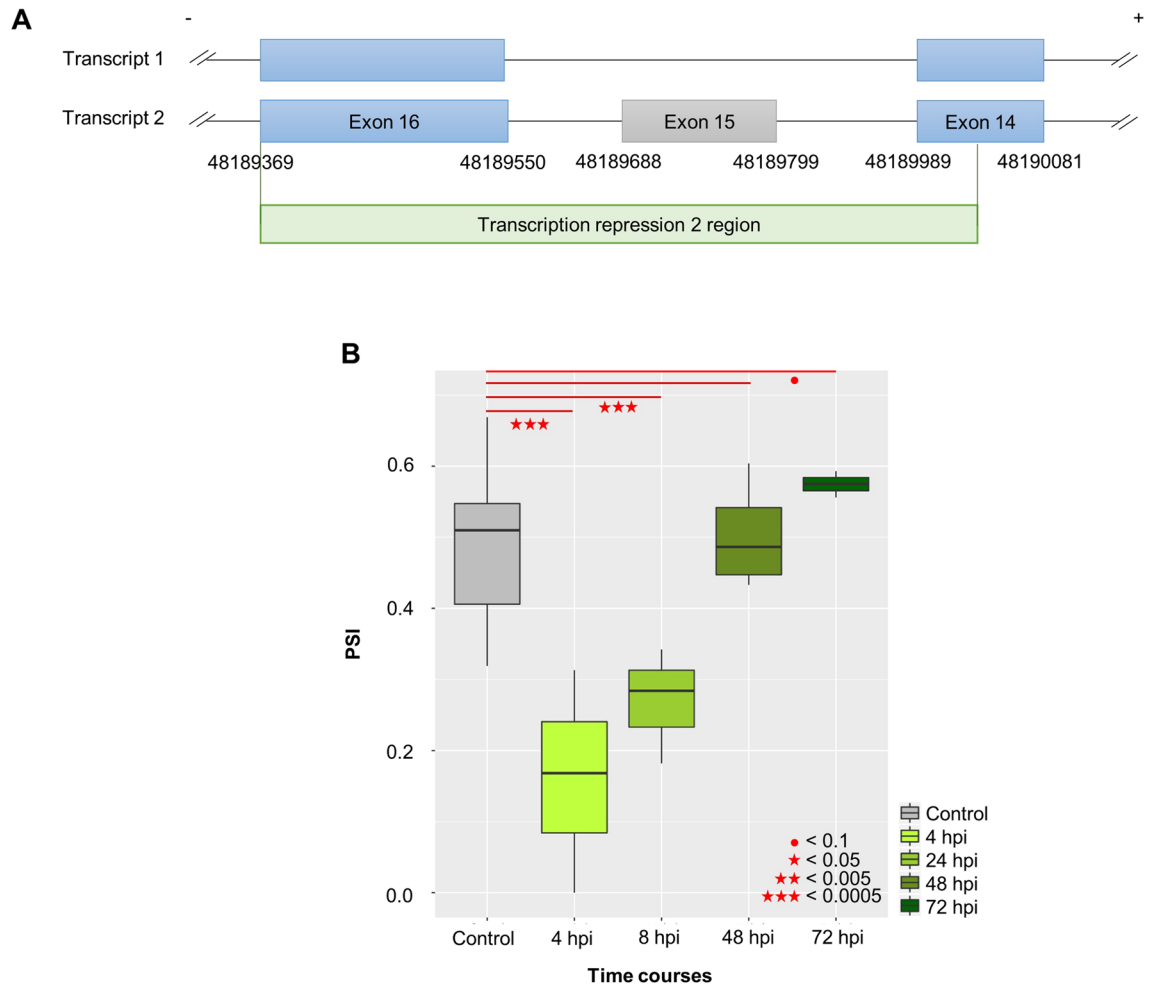 A
- +
Transcript 1
Transcript 2 Exon 16 Exon 15 Exon 14
48189369 48189550 48189688 48189799 48189989 48190081
Transcription repression 2 region
B
PSI
0.6
0.4
0.2
0.0
< 0.1
< 0.05
< 0.005
< 0.0005
Control
4 hpi
24 hpi
48 hpi
72 hpi
Control 4 hpi 8 hpi 48 hpi 72 hpi
Time courses